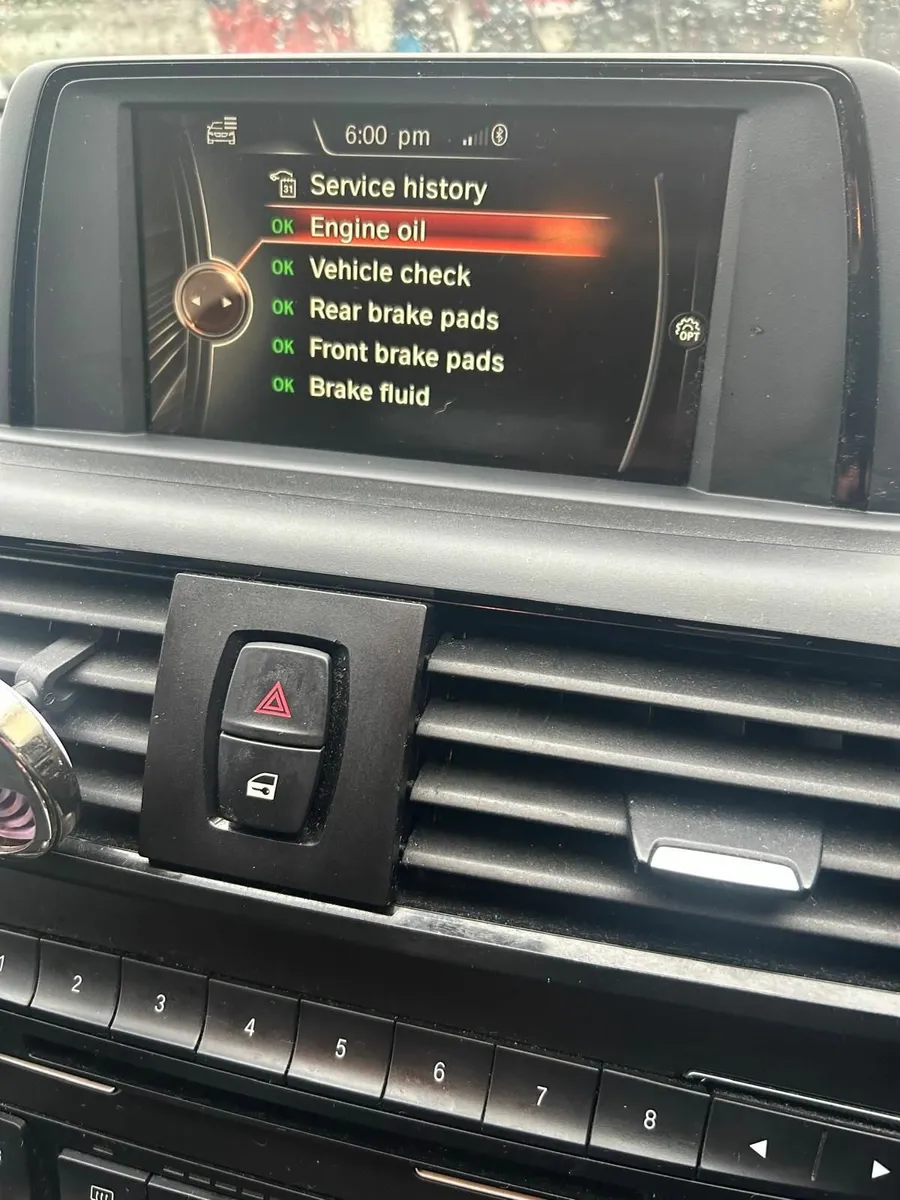 6:00 pm
31 Service history
OK Engine oil
OK Vehicle check
OK Rear brake pads
OPT
OK Front brake pads
OK Brake fluid
1 2 3 4 5 6 7 8